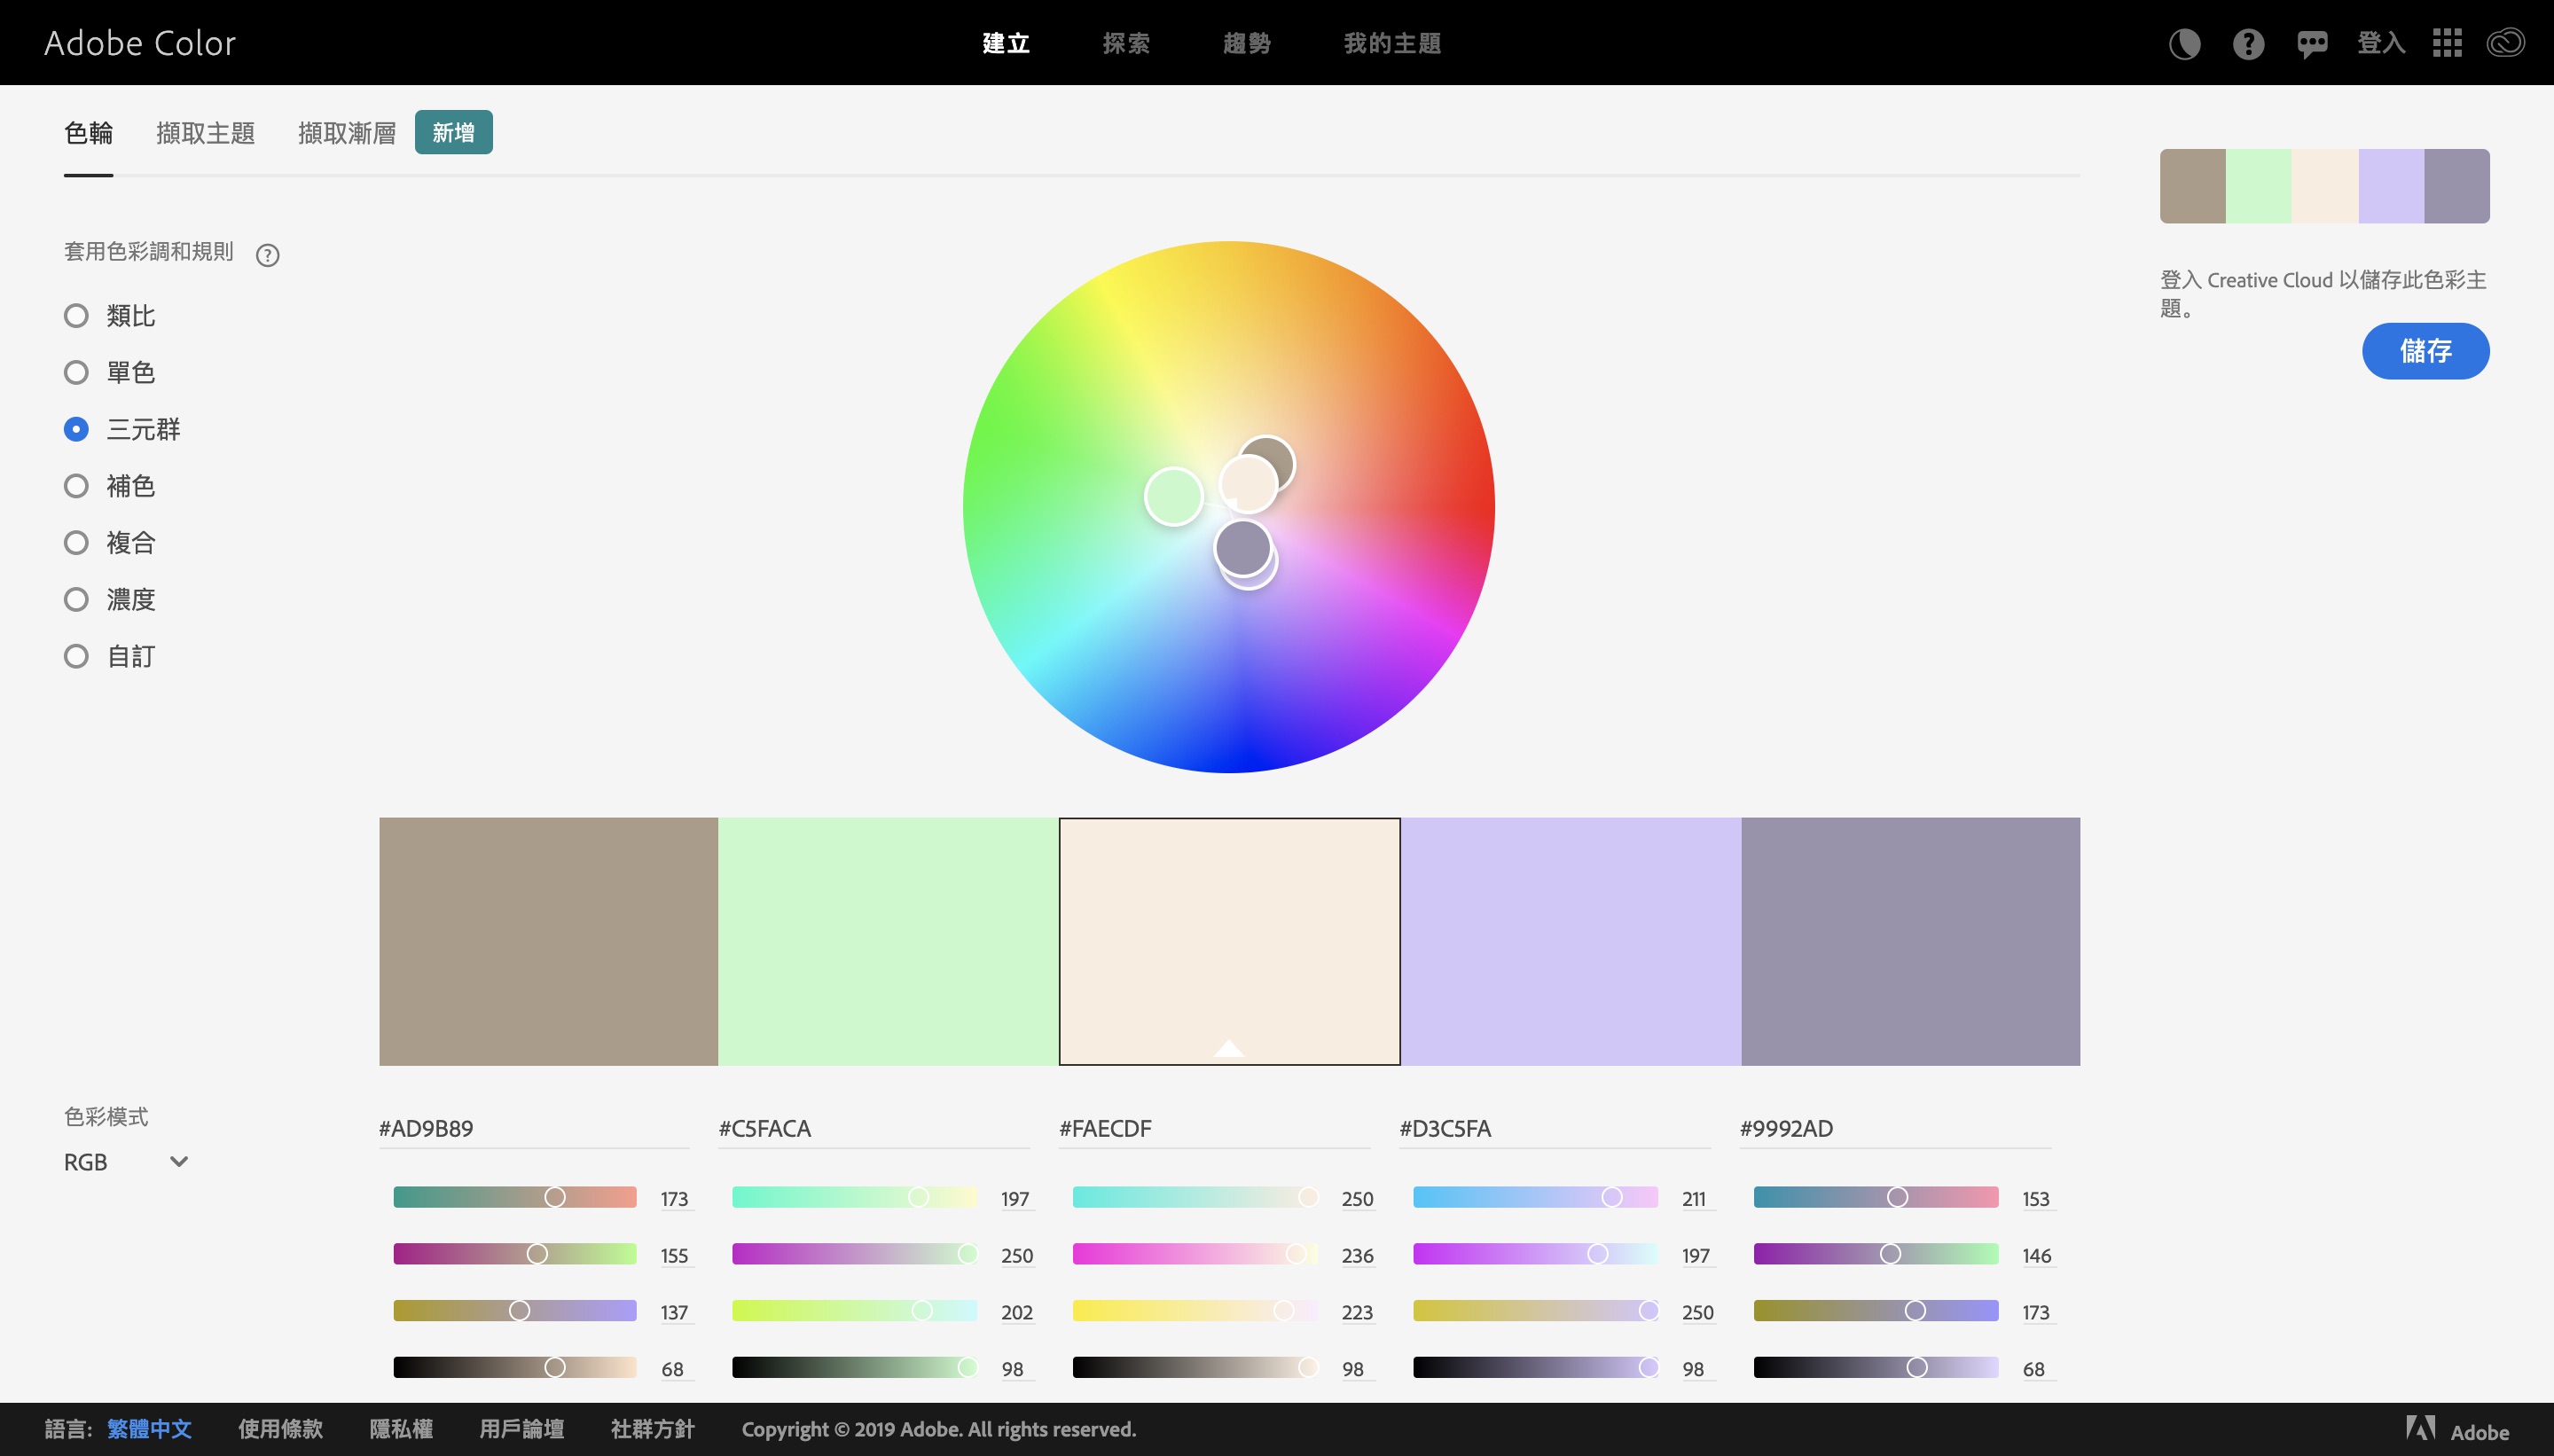 Adobe Color
建立
探索
趨勢
我的主題
登入
色輪
擷取主題
擷取漸層
新增
登入 Creative Cloud 以儲存此色彩主
題。
儲存
套用色彩調和規則 ?
類比
單色
三元群
補色
複合
濃度
自訂
色彩模式
RGB
#AD9B89
#C5FACA
#FAECDF
#D3C5FA
#9992AD
173
197
250
211
153
155
250
236
197
146
137
202
223
250
173
68
98
98
98
68
語言: 繁體中文
使用條款
隱私權
用戶論壇
社群方針
Copyright © 2019 Adobe. All rights reserved.
Adobe